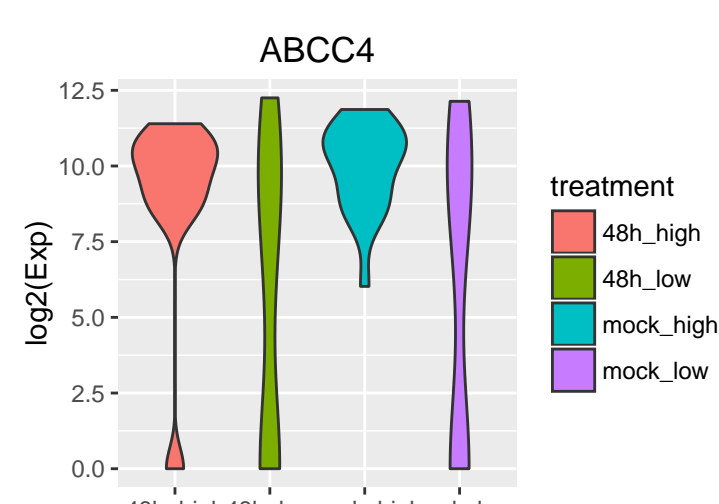 ABCC4
12.5
10.0
7.5
5.0
2.5
0.0
log2(Exp)
treatment
48h_high
48h_low
mock_high
mock_low